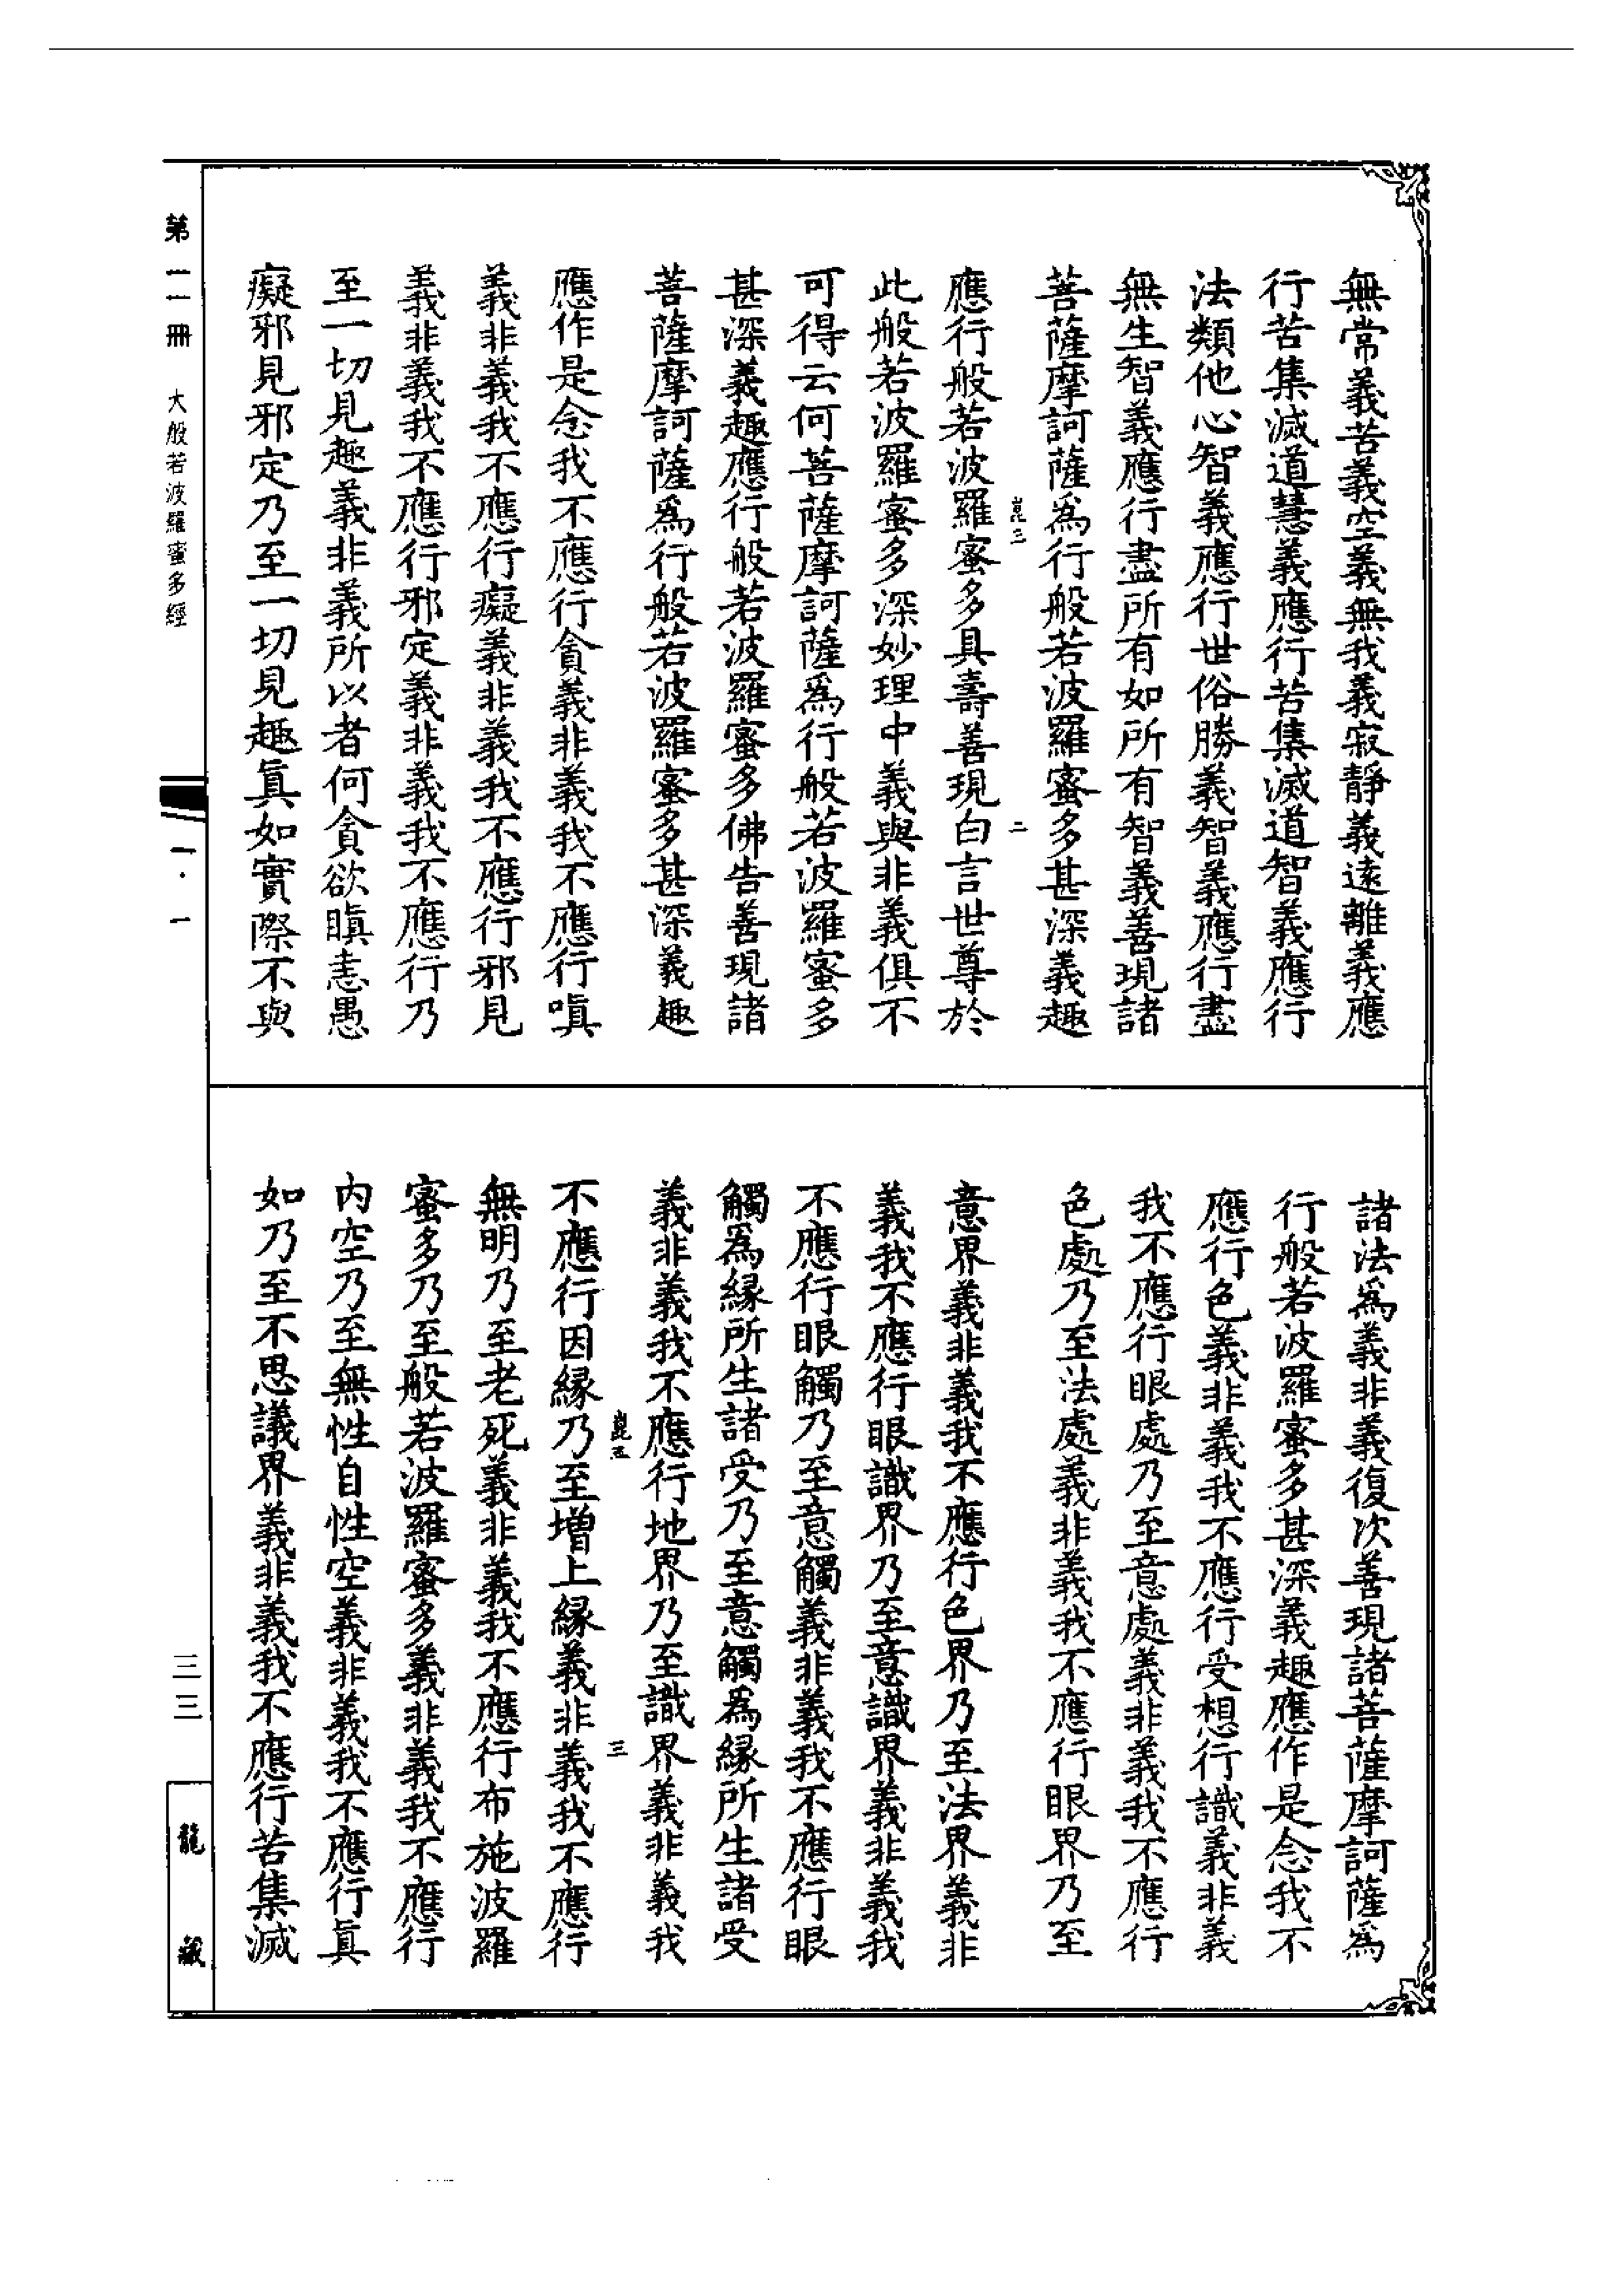 無常義苦義空義無我義寂靜義遠離義應
行苦集滅道慧義應行苦集滅道智義應行
法類他心智義應行世俗勝義智義應行盡
無生智義應行盡所有如所有智義善現諸
菩薩摩訶薩爲行般若波羅蜜多甚深義趣
崑三
二
應行般若波羅蜜多具壽善現白言世尊於
此般若波羅蜜多深妙理中義與非義俱不
可得云何菩薩摩訶薩爲行般若波羅蜜多
甚深義趣應行般若波羅蜜多佛告善現諸
菩薩摩訶薩爲行般若波羅蜜多甚深義趣
應作是念我不應行貪義非義我不應行嗔
義非義我不應行癡義非義我不應行邪見
義非義我不應行邪定義非義我不應行乃
至一切見趣義非義所以者何貪欲瞋恚愚
癡邪見邪定乃至一切見趣眞如實際不與
諸法爲義非義復次善現諸菩薩摩訶薩爲
行般若波羅蜜多甚深義趣應作是念我不
應行色義非義我不應行受想行識義非義
我不應行眼處乃至意處義非義我不應行
色處乃至法處義非義我不應行眼界乃至
意界義非義我不應行色界乃至法界義非
義我不應行眼識界乃至意識界義非義我
不應行眼觸乃至意觸義非義我不應行眼
觸爲緣所生諸受乃至意觸爲緣所生諸受
義非義我不應行地界乃至識界義非義我
崑五
三
不應行因緣乃至增上緣義非義我不應行
無明乃至老死義非義我不應行布施波羅
蜜多乃至般若波羅蜜多義非義我不應行
內空乃至無性自性空義非義我不應行眞
如乃至不思議界義非義我不應行苦集滅
第一一冊 大般若波羅蜜多經
一·一
三三
龍藏